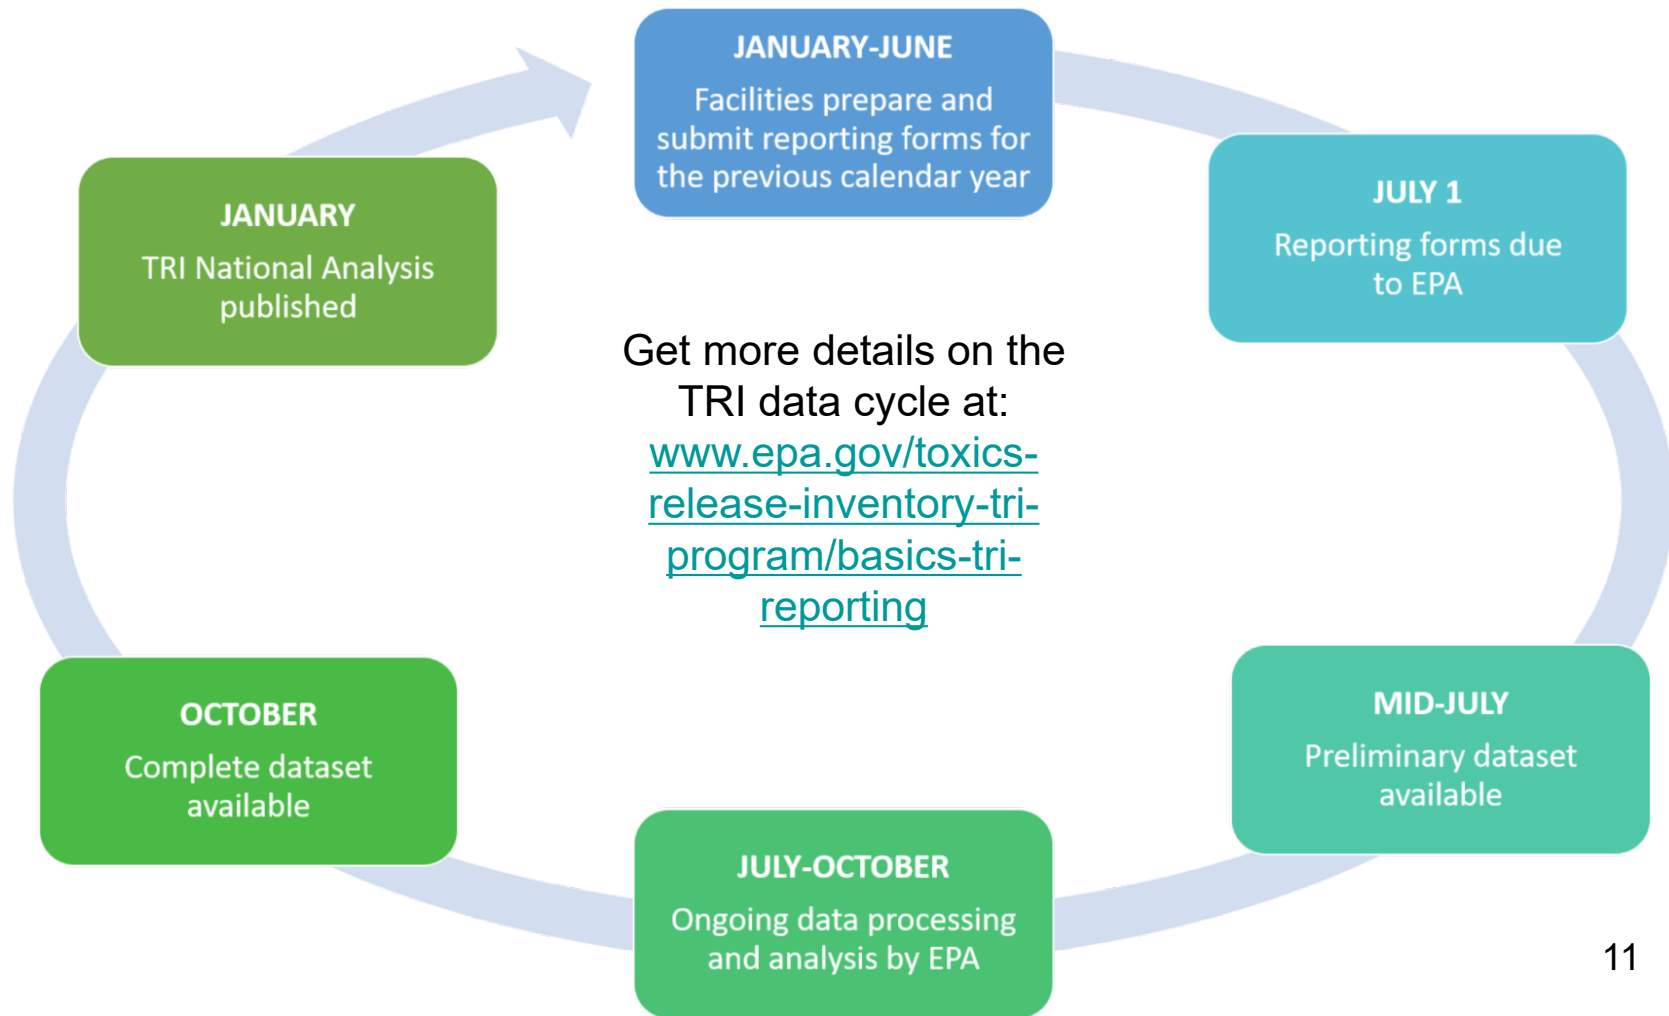 JANUARY-JUNE
Facilities prepare and
submit reporting forms for
the previous calendar year
JULY 1
Reporting forms due
to EPA
MID-JULY
Preliminary dataset
available
JULY-OCTOBER
Ongoing data processing
and analysis by EPA
OCTOBER
Complete dataset
available
JANUARY
TRI National Analysis
published
Get more details on the
TRI data cycle at:
www.epa.gov/toxics-
release-inventory-tri-
program/basics-tri-
reporting
11